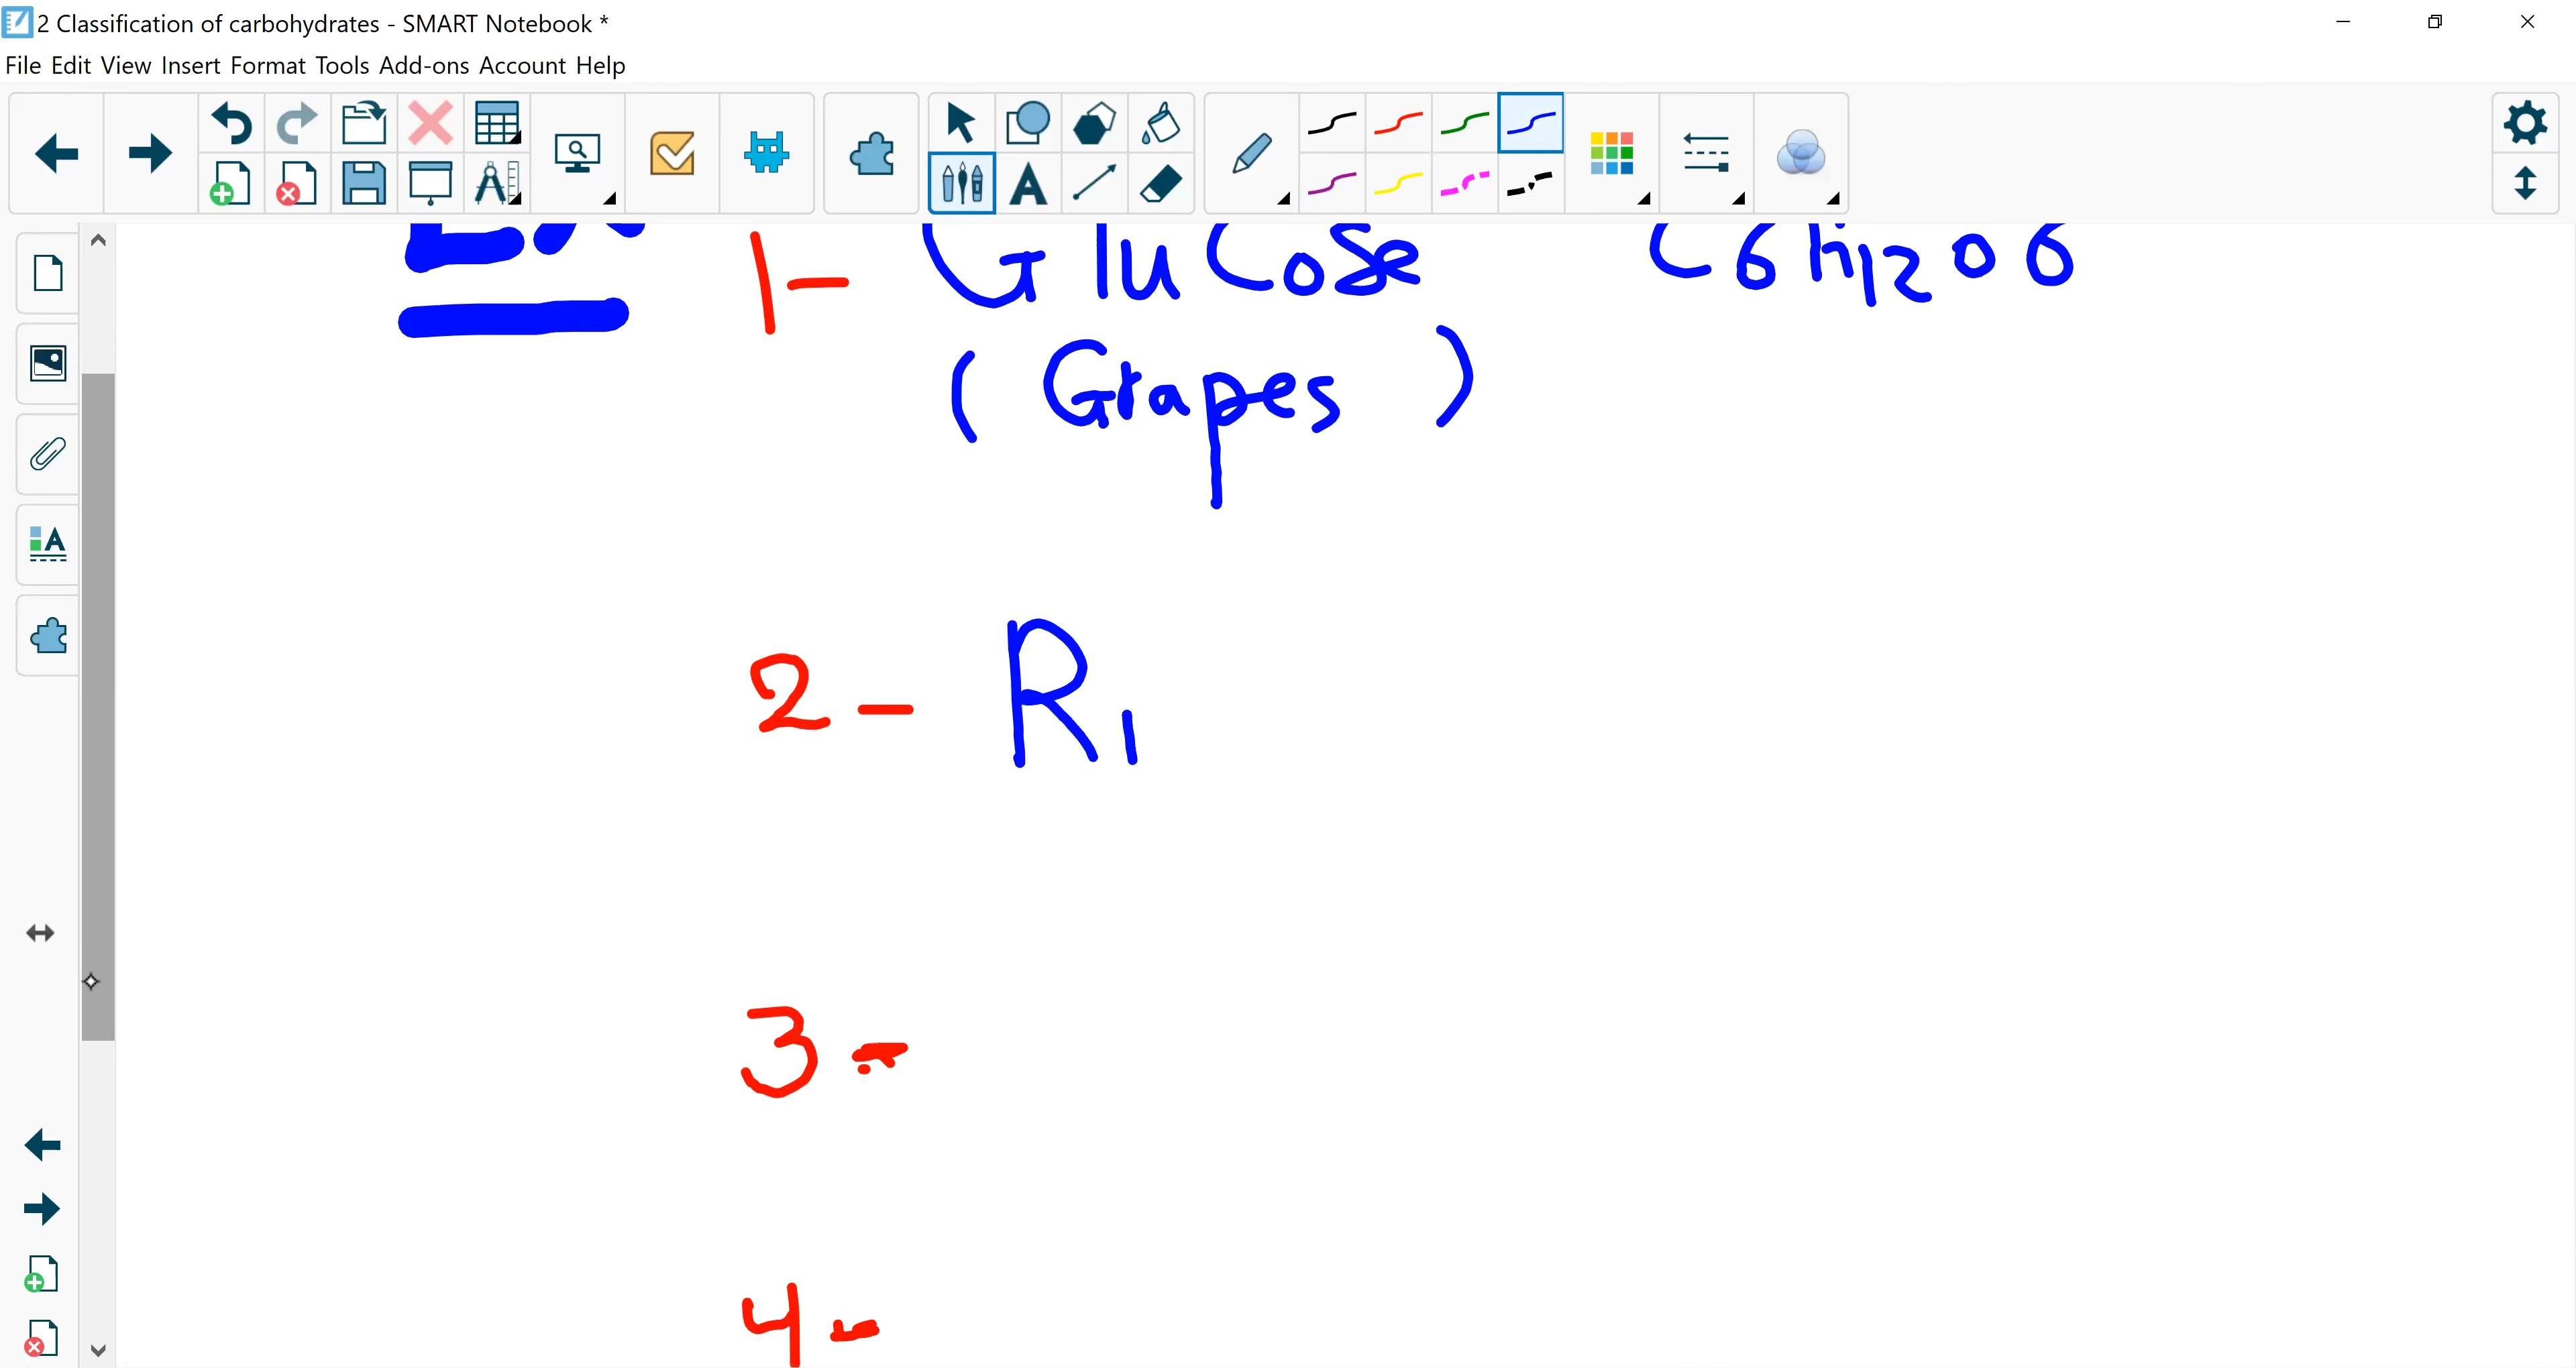 2 Classification of carbohydrates - SMART Notebook *
File Edit View Insert Format Tools Add-ons Account Help
1- GluCose C6h12O6
(Grapes)
2- Ri
3-
4-